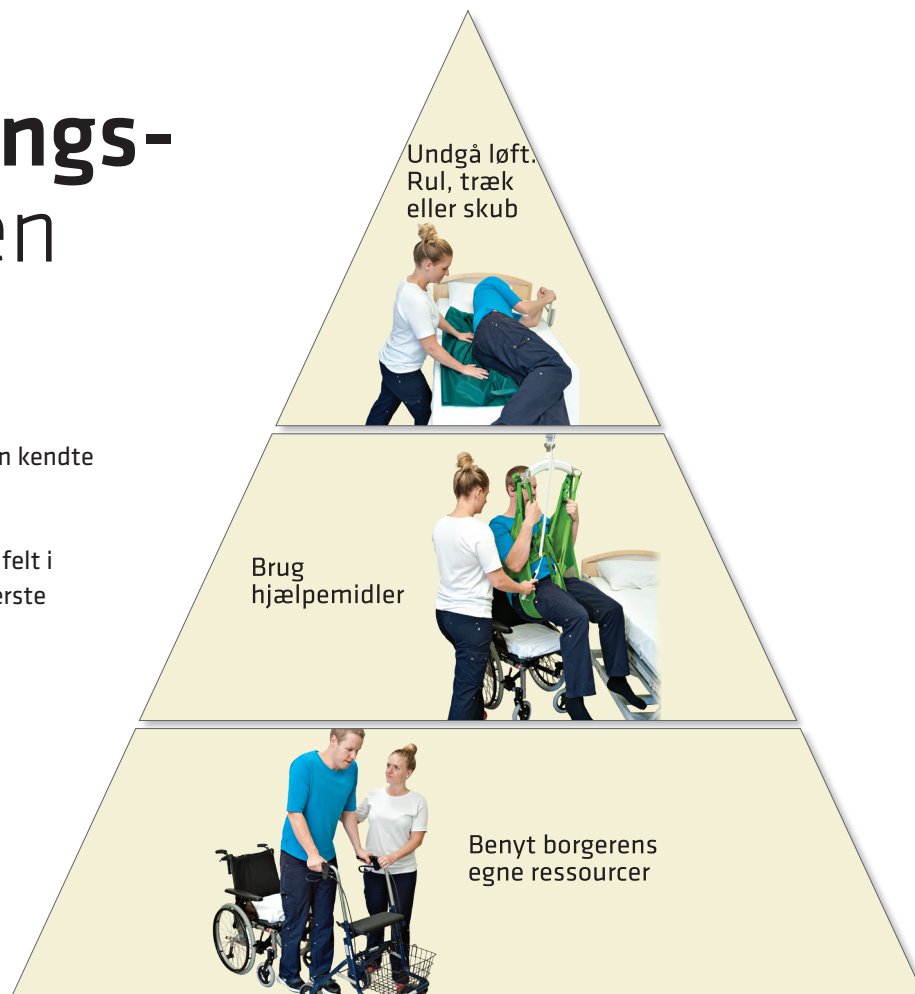 ngs-
en
Undgå løft.
Rul, træk
eller skub
n kendte
felt i
erste
Brug
hjælpemidler
Benyt borgerens
egne ressourcer